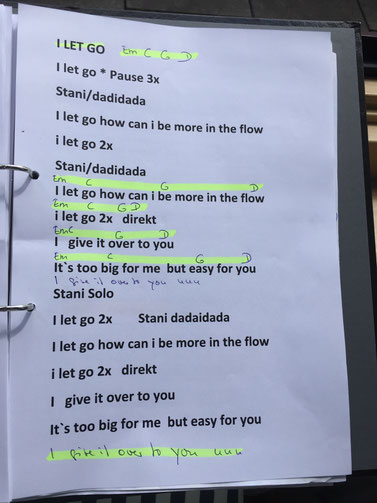 I LET GO Em C G D
I let go * Pause 3x
Stani/dadidada
I let go how can i be more in the flow
i let go 2x
Stani/dadidada
Em C G D
I let go how can i be more in the flow
Em C G D
i let go 2x direkt
Em C G D
I give it over to you
Em C G D
It`s too big for me but easy for you
I give it over to you uuu
Stani Solo
I let go 2x Stani dadaidada
I let go how can i be more in the flow
i let go 2x direkt
I give it over to you
It`s too big for me but easy for you
I give it over to you uuu